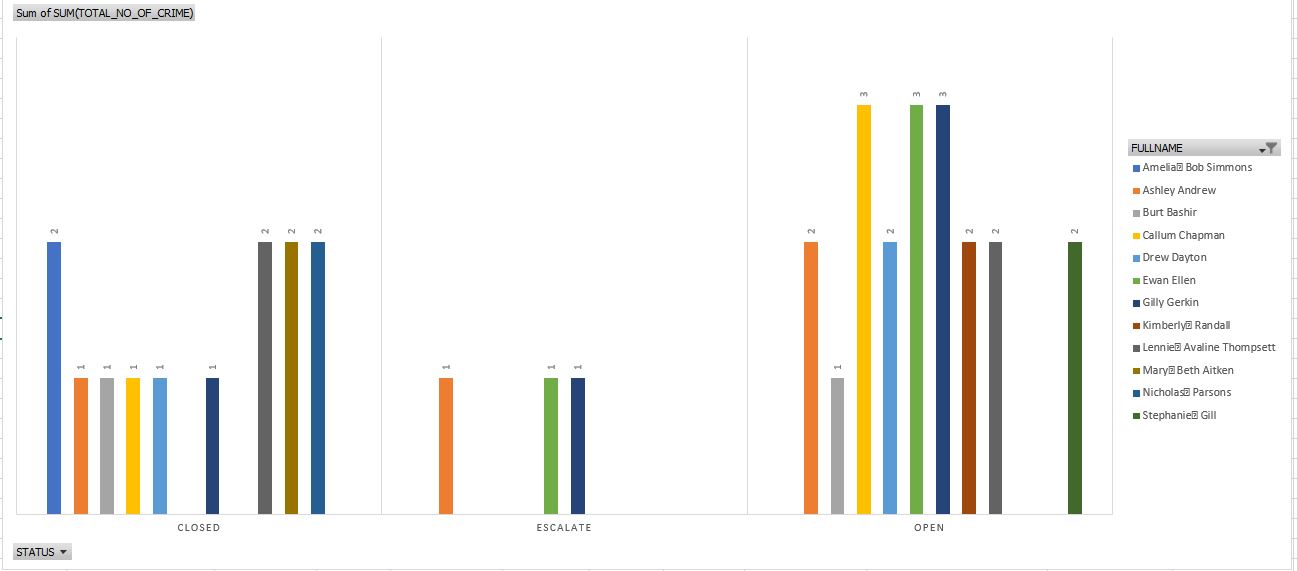 Sum of SUM(TOTAL_NO_OF_CRIME)
2
1
1
1
1
1
2
2
2
1
1
1
2
1
3
2
3
3
2
2
2
CLOSED
ESCALATE
OPEN
STATUS
FULLNAME
Amelia Bob Simmons
Ashley Andrew
Burt Bashir
Callum Chapman
Drew Dayton
Ewan Ellen
Gilly Gerkin
Kimberly Randall
Lennie Avaline Thompsett
Mary Beth Aitken
Nicholas Parsons
Stephanie Gill